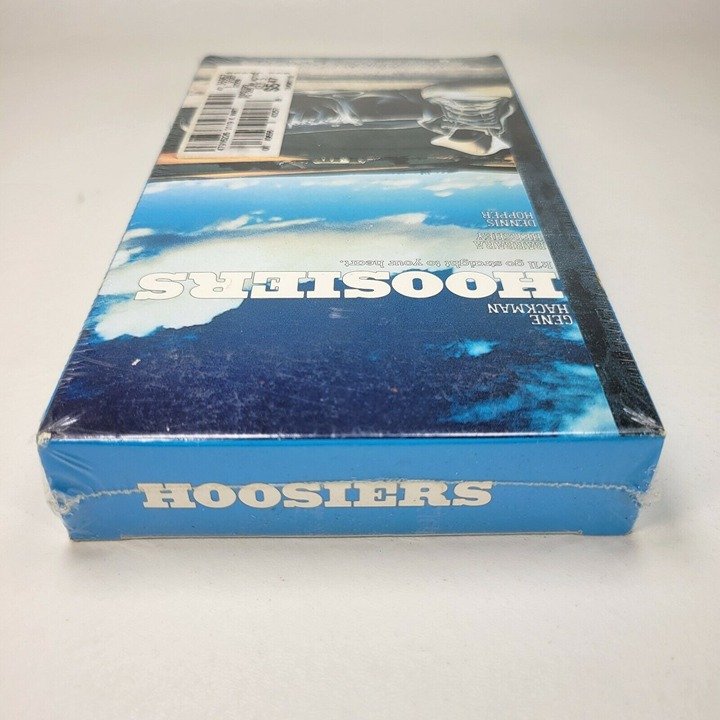 GENE
HACKMAN
HOOSIERS
It'll go straight to your heart.
BARBARA
HERSHEY
DENNIS
HOPPER
HOOSIERS